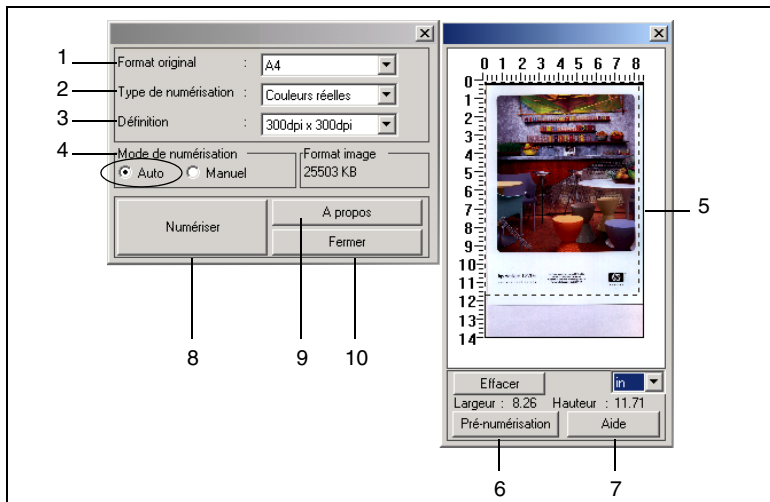 1
Format original : A4
2
Type de numérisation : Couleurs réelles
3
Définition : 300dpi x 300dpi
4
Mode de numérisation
Auto Manuel
Format image
25503 KB
Numériser
A propos
Fermer
8 9 10
0 1 2 3 4 5 6 7 8
0
1
2
3
4
5
6
7
8
9
10
11
12
13
14
hp
5
Effacer
in
Largeur : 8.26 Hauteur : 11.71
Pré-numérisation
Aide
6 7